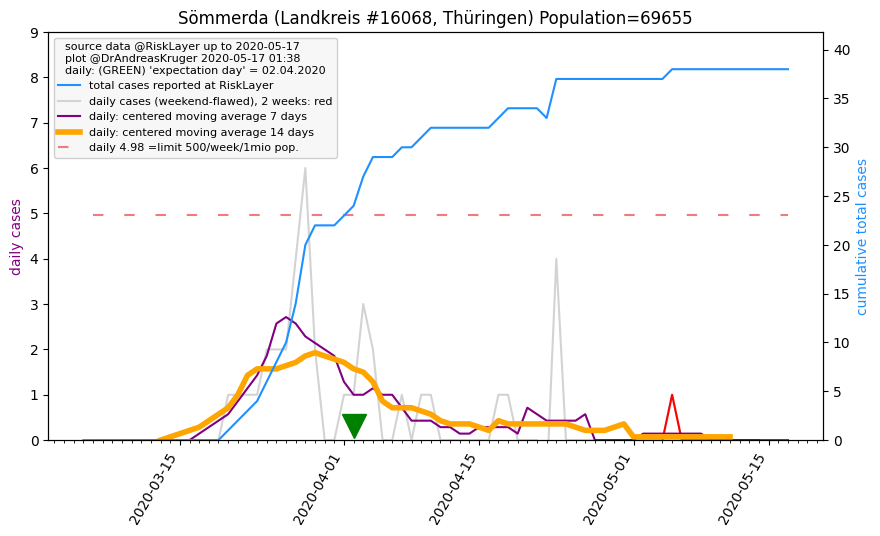 Sömmerda (Landkreis #16068, Thüringen) Population=69655
source data @RiskLayer up to 2020-05-17
plot @DrAndreasKruger 2020-05-17 01:38
daily: (GREEN) 'expectation day' = 02.04.2020
total cases reported at RiskLayer
daily cases (weekend-flawed), 2 weeks: red
daily: centered moving average 7 days
daily: centered moving average 14 days
daily 4.98 =limit 500/week/1mio pop.
daily cases
9
8
7
6
5
4
3
2
1
0
cumulative total cases
40
35
30
25
20
15
10
5
0
2020-03-15
2020-04-01
2020-04-15
2020-05-01
2020-05-15